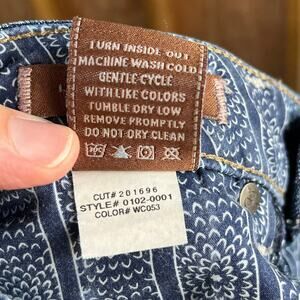 TURN INSIDE OUT
MACHINE WASH COLD
GENTLE CYCLE
WITH LIKE COLORS
TUMBLE DRY LOW
REMOVE PROMPTLY
DO NOT DRY CLEAN
CUT# 201696
STYLE# 0102-0001
COLOR# WC053